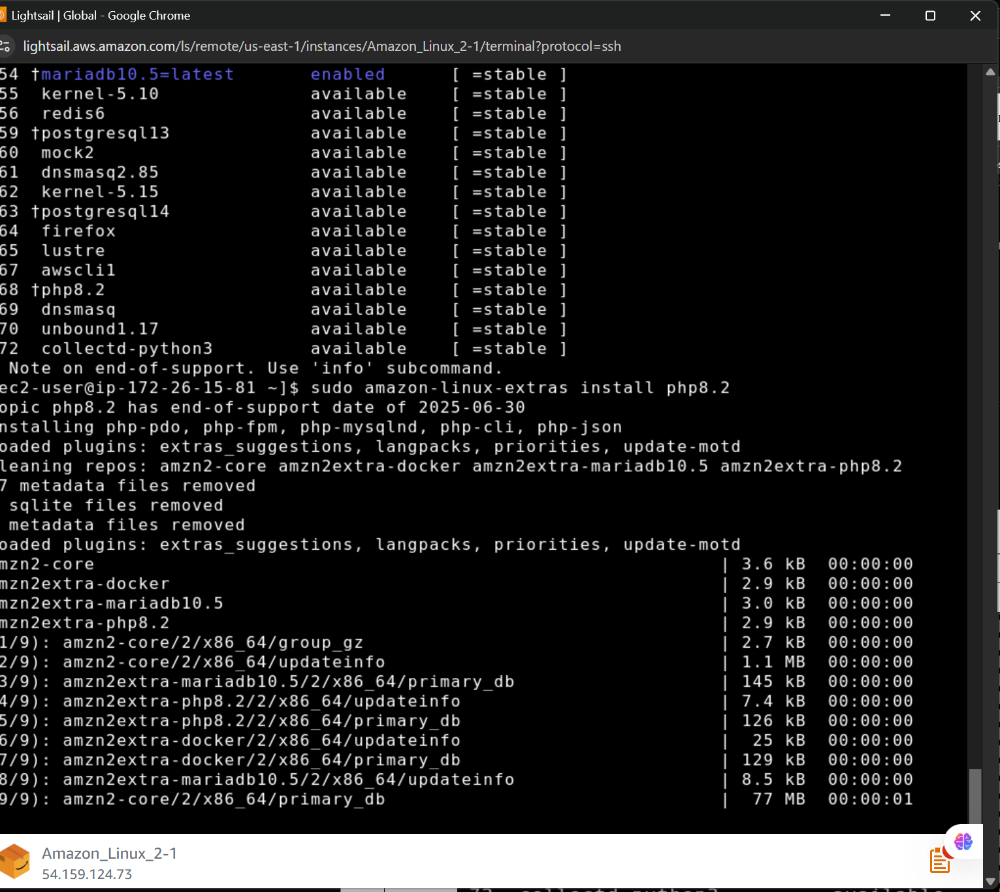 Lightsail | Global - Google Chrome
lightsail.aws.amazon.com/ls/remote/us-east-1/instances/Amazon_Linux_2-1/terminal?protocol=ssh
54 †mariadb10.5=latest enabled [ =stable ]
55 kernel-5.10 available [ =stable ]
56 redis6 available [ =stable ]
59 †postgresql13 available [ =stable ]
60 mock2 available [ =stable ]
61 dnsmasq2.85 available [ =stable ]
62 kernel-5.15 available [ =stable ]
63 †postgresql14 available [ =stable ]
64 firefox available [ =stable ]
65 lustre available [ =stable ]
67 awscli1 available [ =stable ]
68 †php8.2 available [ =stable ]
69 dnsmasq available [ =stable ]
70 unbound1.17 available [ =stable ]
72 collectd-python3 available [ =stable ]
Note on end-of-support. Use 'info' subcommand.
ec2-user@ip-172-26-15-81 ~]$ sudo amazon-linux-extras install php8.2
opic php8.2 has end-of-support date of 2025-06-30
nstalling php-pdo, php-fpm, php-mysqlnd, php-cli, php-json
oaded plugins: extras_suggestions, langpacks, priorities, update-motd
leaning repos: amzn2-core amzn2extra-docker amzn2extra-mariadb10.5 amzn2extra-php8.2
7 metadata files removed
sqlite files removed
metadata files removed
oaded plugins: extras_suggestions, langpacks, priorities, update-motd
mzn2-core | 3.6 kB 00:00:00
mzn2extra-docker | 2.9 kB 00:00:00
mzn2extra-mariadb10.5 | 3.0 kB 00:00:00
mzn2extra-php8.2 | 2.9 kB 00:00:00
1/9): amzn2-core/2/x86_64/group_gz | 2.7 kB 00:00:00
2/9): amzn2-core/2/x86_64/updateinfo | 1.1 MB 00:00:00
3/9): amzn2extra-mariadb10.5/2/x86_64/primary_db | 145 kB 00:00:00
4/9): amzn2extra-php8.2/2/x86_64/updateinfo | 7.4 kB 00:00:00
5/9): amzn2extra-php8.2/2/x86_64/primary_db | 126 kB 00:00:00
6/9): amzn2extra-docker/2/x86_64/updateinfo | 25 kB 00:00:00
7/9): amzn2extra-docker/2/x86_64/primary_db | 129 kB 00:00:00
8/9): amzn2extra-mariadb10.5/2/x86_64/updateinfo | 8.5 kB 00:00:00
9/9): amzn2-core/2/x86_64/primary_db | 77 MB 00:00:01
Amazon_Linux_2-1
54.159.124.73